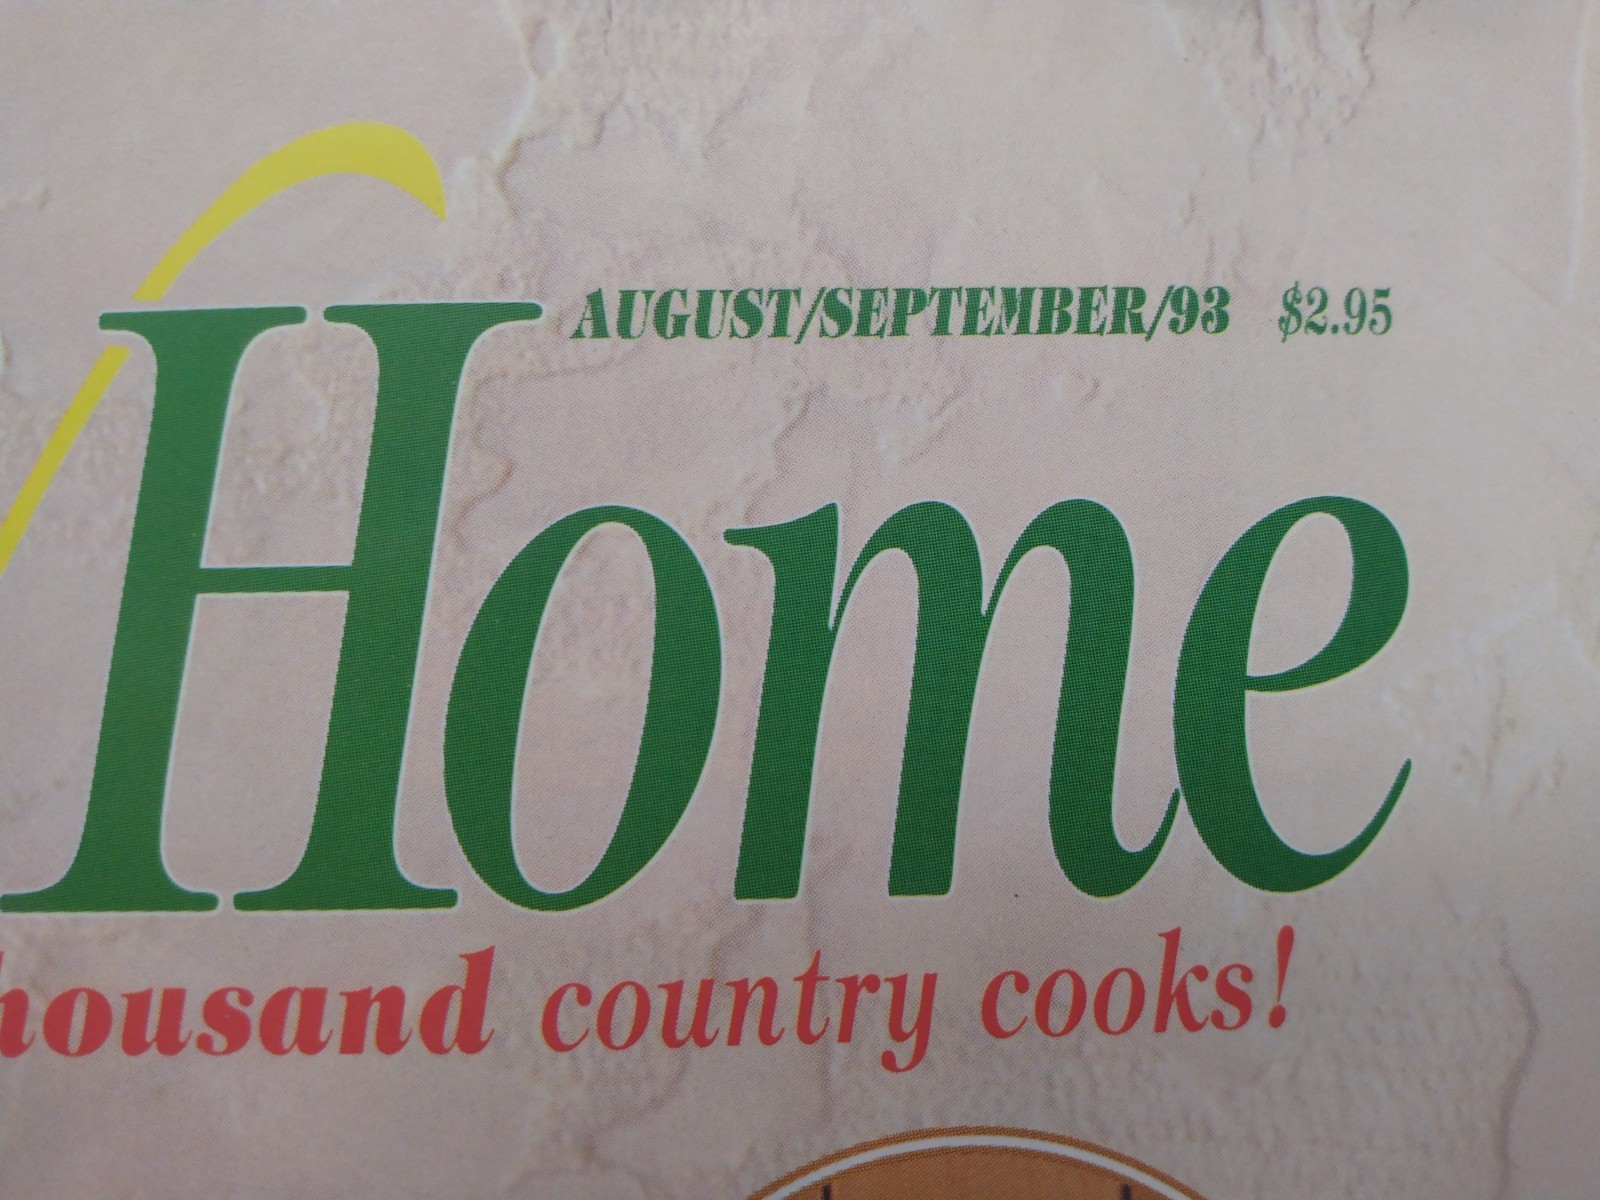 AUGUST/SEPTEMBER/93 $2.95
Home
housand country cooks!